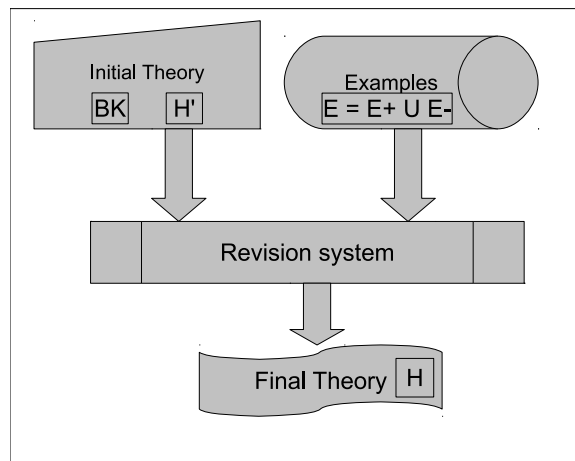 Initial Theory
BK H'
Examples
E = E+ U E-
Revision system
Final Theory H